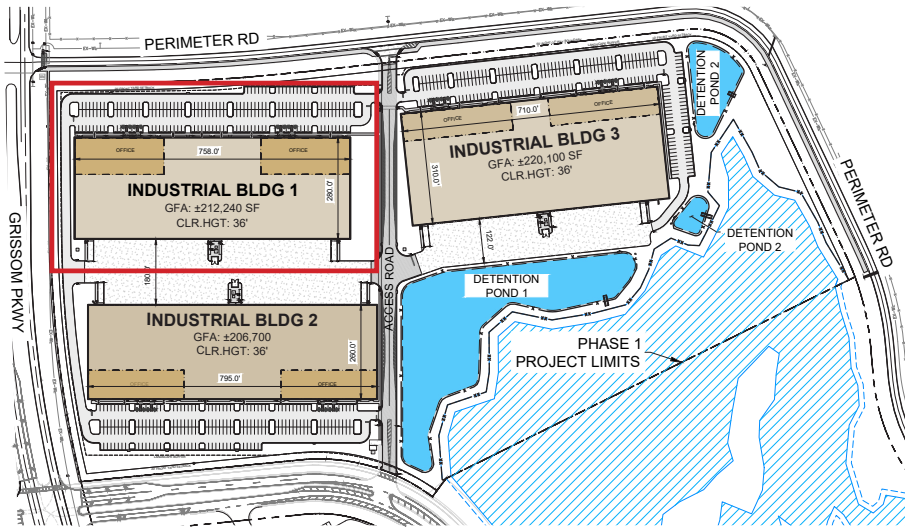 PERIMETER RD
DETENTION
POND 2
OFFICE
758.0'
OFFICE
INDUSTRIAL BLDG 1
GFA: ±212,240 SF
CLR.HGT: 36'
280.0'
OFFICE
710.0'
OFFICE
INDUSTRIAL BLDG 3
GFA: ±220,100 SF
CLR.HGT: 36'
310.0'
GRISSOM PKWY
PERIMETER RD
DETENTION
POND 2
122.0'
180.0'
ACCESS ROAD
DETENTION
POND 1
INDUSTRIAL BLDG 2
GFA: ±206,700
CLR.HGT: 36'
260.0'
OFFICE
795.0'
OFFICE
PHASE 1
PROJECT LIMITS